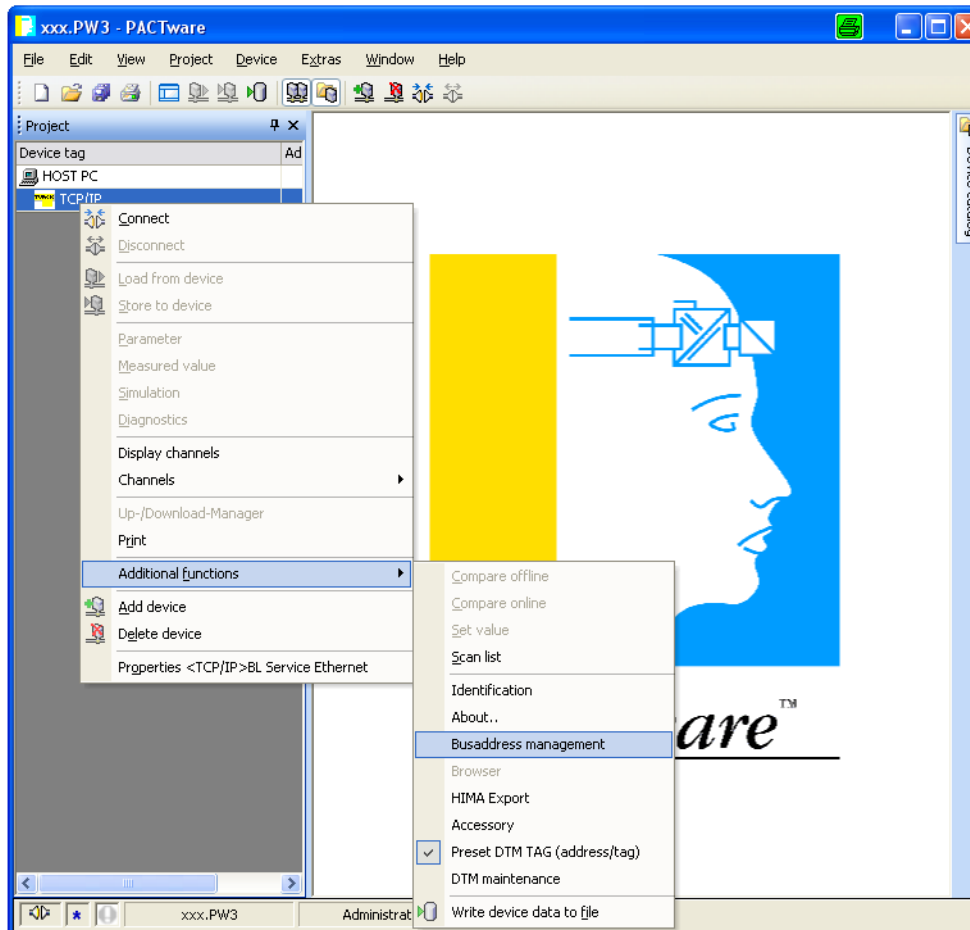 xxx.PW3 - PACTware
File Edit View Project Device Extras Window Help
Project
Device tag Ad
HOST PC
TURCK TCP/IP
Connect
Disconnect
Load from device
Store to device
Parameter
Measured value
Simulation
Diagnostics
Display channels
Channels
Up-/Download-Manager
Print
Additional functions
Add device
Delete device
Properties <TCP/IP>BL Service Ethernet
Compare offline
Compare online
Set value
Scan list
Identification
About..
Busaddress management
Browser
HIMA Export
Accessory
Preset DTM TAG (address/tag)
DTM maintenance
Write device data to file
are™
xxx.PW3 Administrat